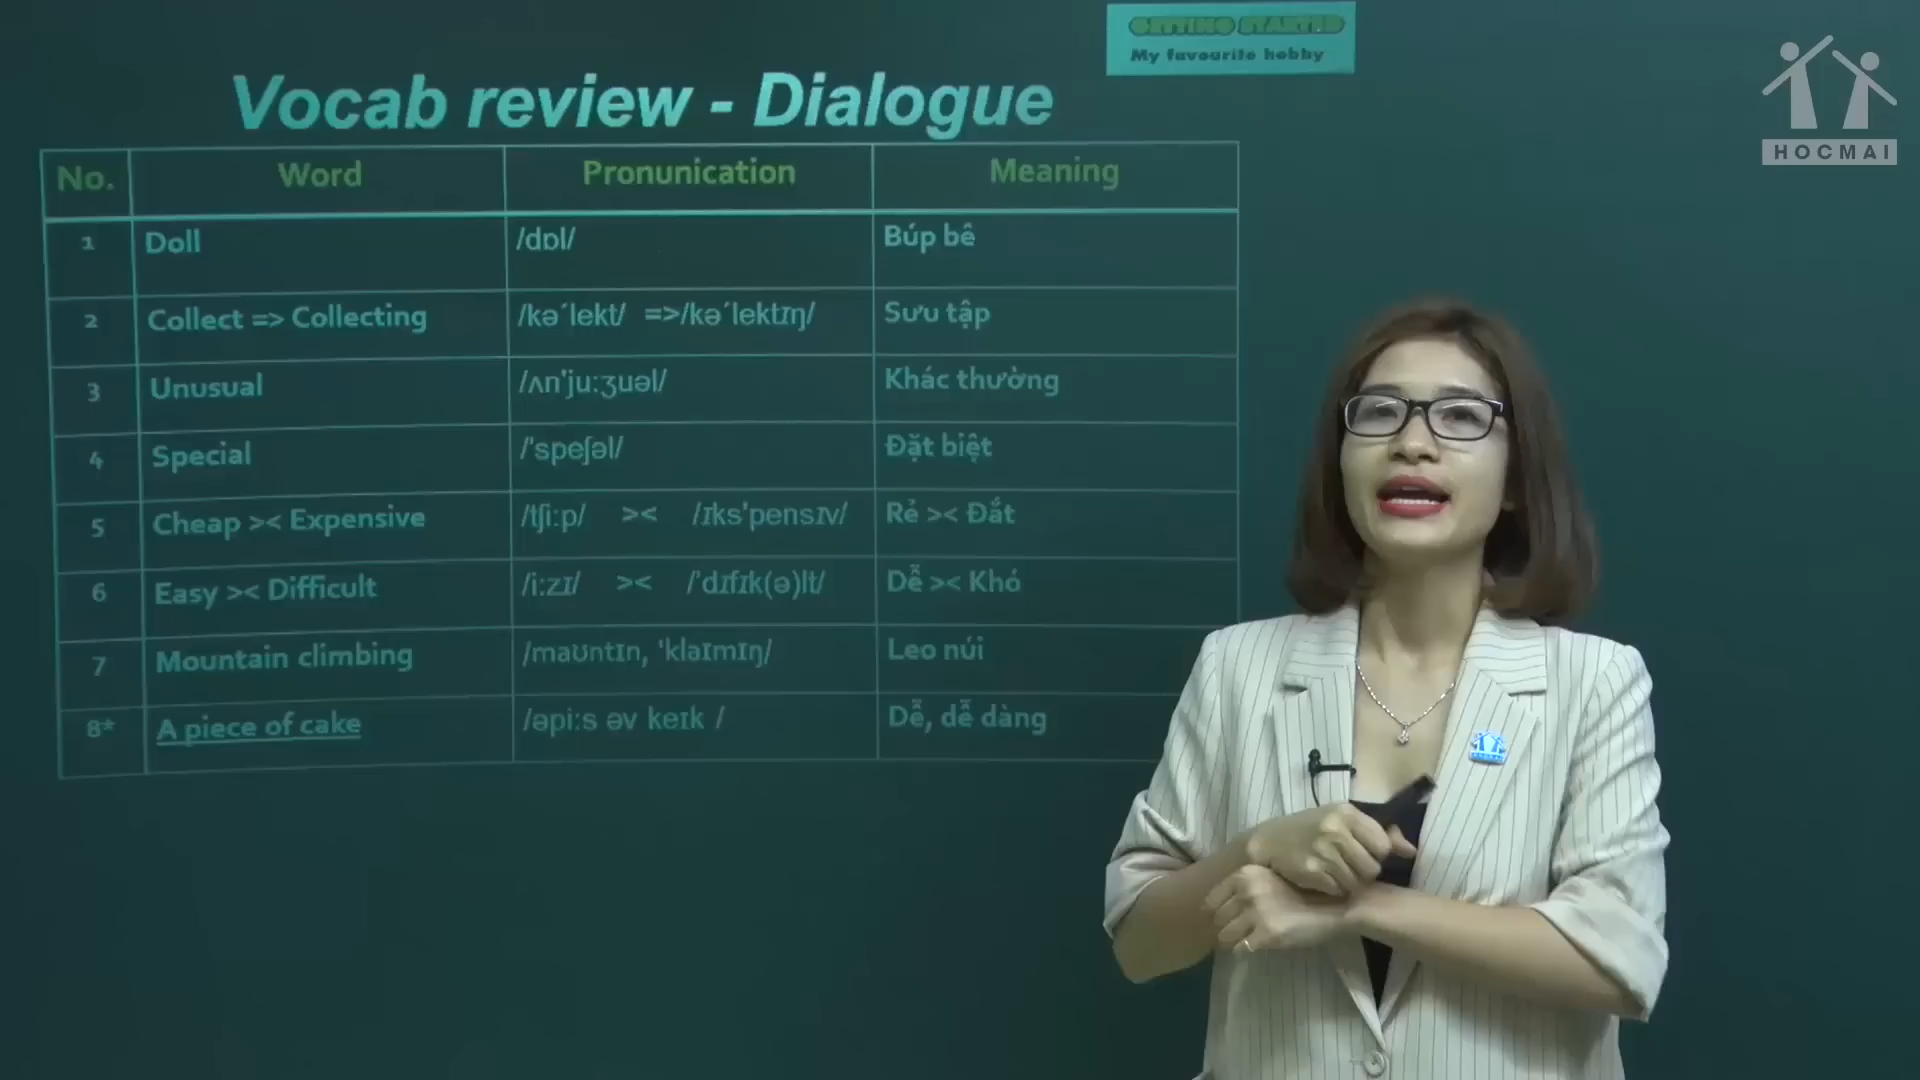 GETTING STARTED
My favourite hobby
HOCMAI
Vocab review - Dialogue
No. Word Pronunication Meaning
1 Doll /dɒl/ Búp bê
2 Collect => Collecting /kə´lekt/ =>/kə´lektɪŋ/ Sưu tập
3 Unusual /ʌn'ju:ʒuəl/ Khác thường
4 Special /'speʃəl/ Đặt biệt
5 Cheap >< Expensive /tʃi:p/ >< /ɪks'pensɪv/ Rẻ >< Đắt
6 Easy >< Difficult /i:zɪ/ >< /'dɪfɪk(ə)lt/ Dễ >< Khó
7 Mountain climbing /maʊntɪn, 'klaɪmɪŋ/ Leo núi
8* A piece of cake /əpi:s əv keɪk / Dễ, dễ dàng